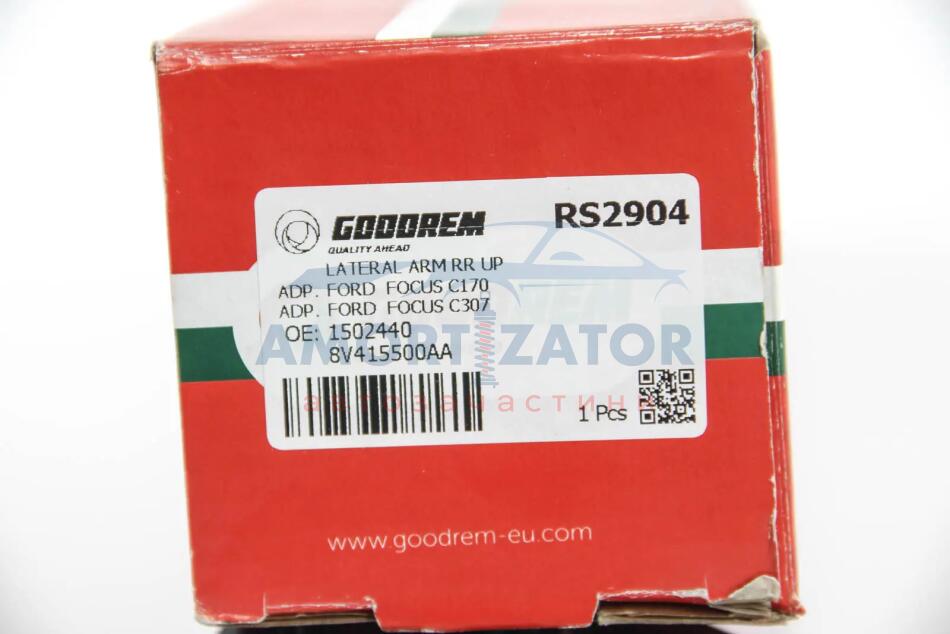 GOODREM
QUALITY AHEAD
RS2904
LATERAL ARM RR UP
ADP. FORD FOCUS C170
ADP. FORD FOCUS C307
OE: 1502440
8V415500AA
AMORTIZATOR
автозапчастини
1 Pcs
www.goodrem-eu.com